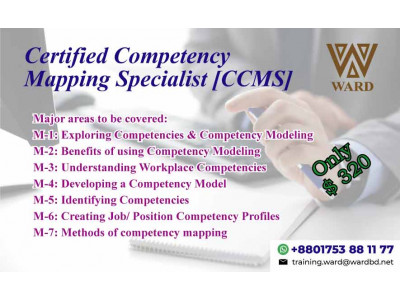 Certified Competency
Mapping Specialist [CCMS]
WARD
Major areas to be covered:
M-1: Exploring Competencies & Competency Modeling
M-2: Benefits of using Competency Modeling
M-3: Understanding Workplace Competencies
M-4: Developing a Competency Model
M-5: Identifying Competencies
M-6: Creating Job/ Position Competency Profiles
M-7: Methods of competency mapping
Only
$ 320
+8801753 88 11 77
training.ward@wardbd.net